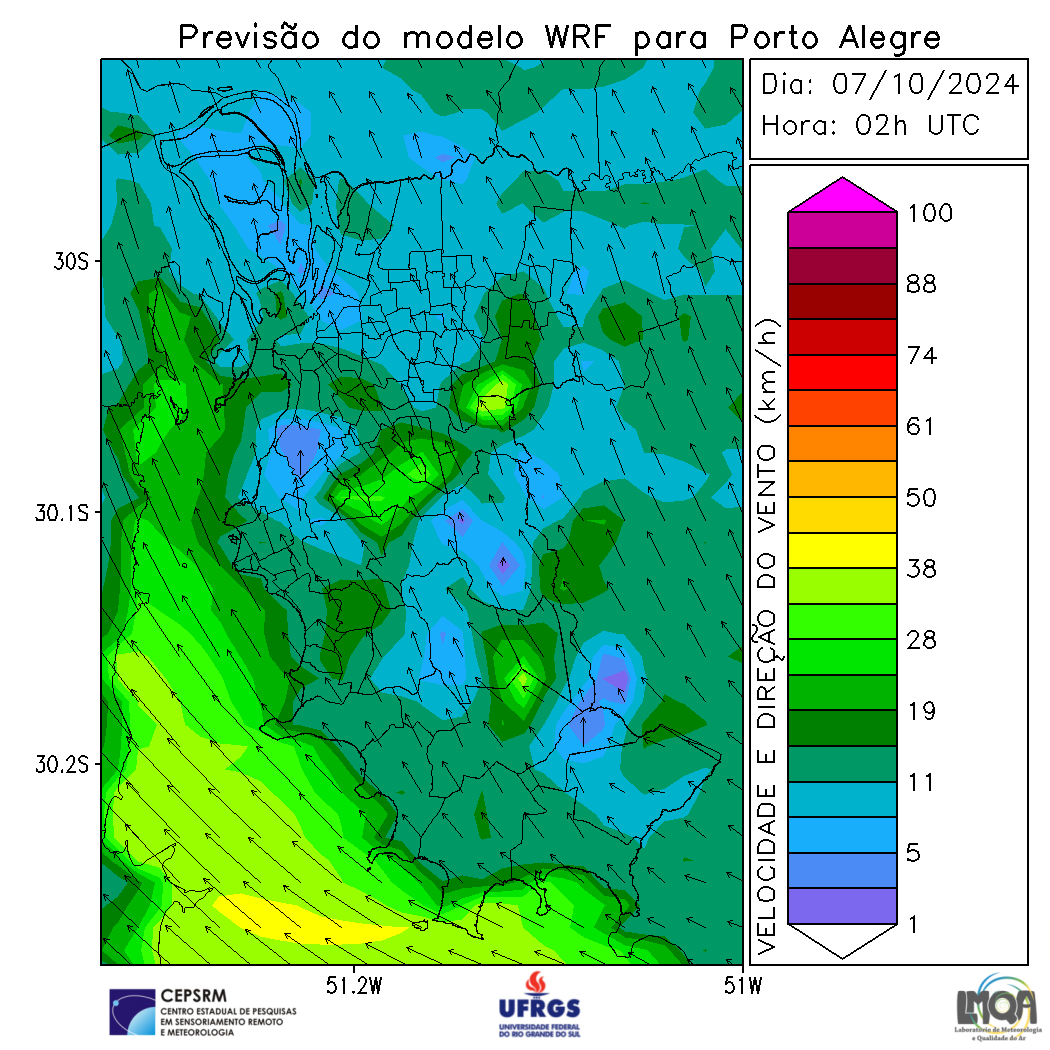 Previsão do modelo WRF para Porto Alegre
Dia: 07/10/2024
Hora: 02h UTC
30S
30.1S
30.2S
51.2W
51W
VELOCIDADE E DIREÇÃO DO VENTO (km/h)
100
88
74
61
50
38
28
19
11
5
1
CEPSRM
CENTRO ESTADUAL DE PESQUISAS
EM SENSORIAMENTO REMOTO
E METEOROLOGIA
UFRGS
UNIVERSIDADE FEDERAL
DO RIO GRANDE DO SUL
LMQA
Laboratório de Meteorologia
e Qualidade do Ar